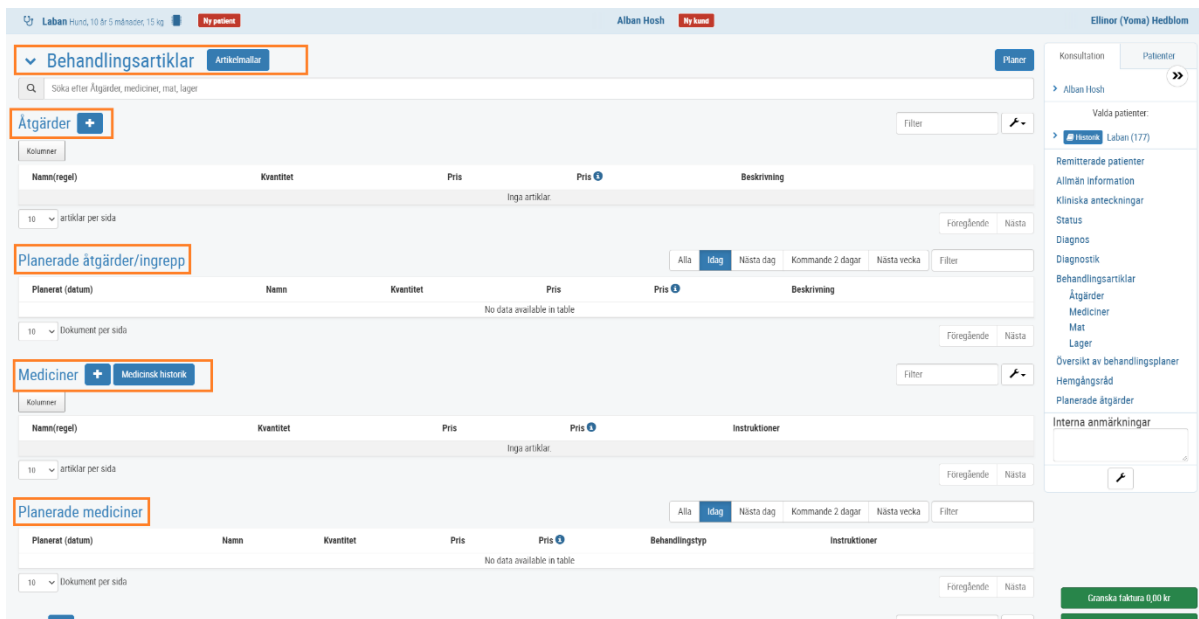 Laban Hund, 10 år 5 månader, 15 kg Ny patient Alban Hosh Ny kund Ellinor (Yoma) Hedblom
Behandlingsartiklar Artikelmallar Planer
Söka efter Åtgärder, mediciner, mat, lager
Åtgärder + Filter
Kolumner
Namn(regel) Kvantitet Pris Pris Beskrivning
Inga artiklar.
10 artiklar per sida
Föregående Nästa
Planerade åtgärder/ingrepp Alla Idag Nästa dag Kommande 2 dagar Nästa vecka Filter
Planerat (datum) Namn Kvantitet Pris Pris Beskrivning
No data available in table
10 Dokument per sida
Föregående Nästa
Mediciner + Medicinsk historik Filter
Kolumner
Namn(regel) Kvantitet Pris Pris Instruktioner
Inga artiklar.
10 artiklar per sida
Föregående Nästa
Planerade mediciner Alla Idag Nästa dag Kommande 2 dagar Nästa vecka Filter
Planerat (datum) Namn Kvantitet Pris Pris Behandlingstyp Instruktioner
No data available in table
10 Dokument per sida
Föregående Nästa
Konsultation Patienter
Alban Hosh
Valda patienter:
Historik Laban (177)
Remitterade patienter
Allmän information
Kliniska anteckningar
Status
Diagnos
Diagnostik
Behandlingsartiklar
Åtgärder
Mediciner
Mat
Lager
Översikt av behandlingsplaner
Hemgångsråd
Planerade åtgärder
Interna anmärkningar
Granska faktura 0,00 kr